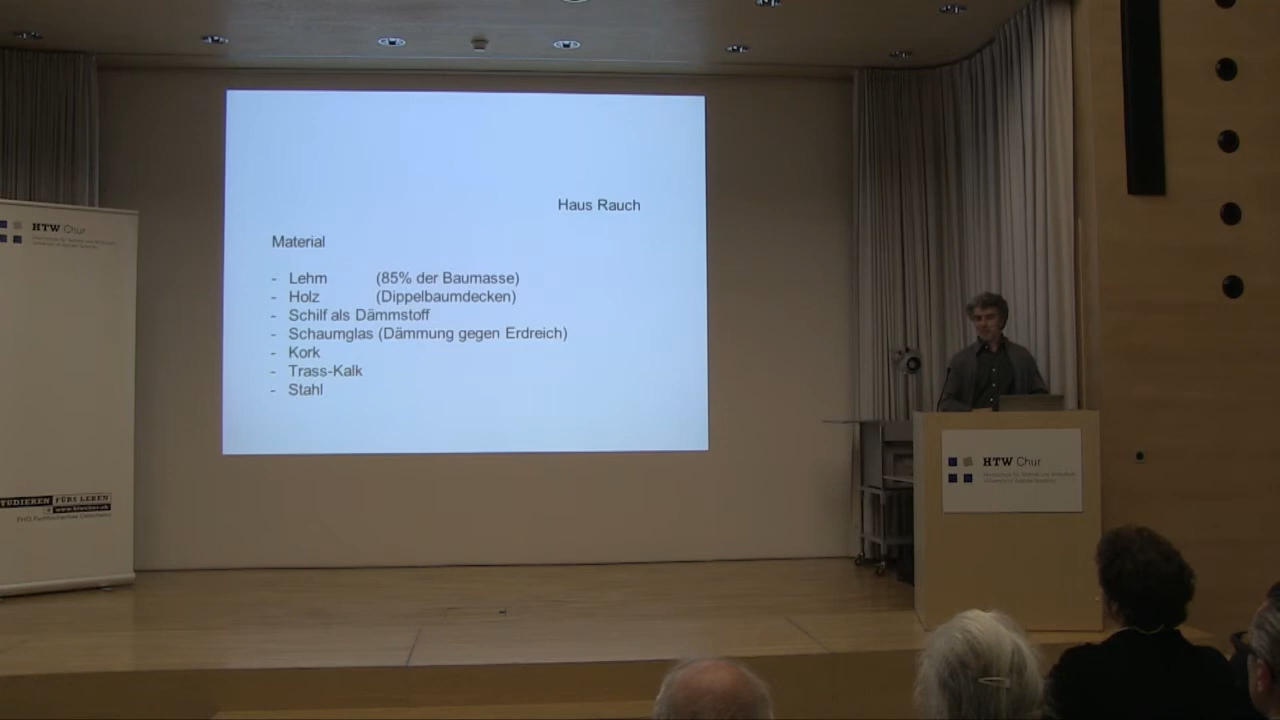 Haus Rauch
Material
- Lehm (85% der Baumasse)
- Holz (Dippelbaumdecken)
- Schilf als Dämmstoff
- Schaumglas (Dämmung gegen Erdreich)
- Kork
- Trass-Kalk
- Stahl
HTW Chur
STUDIEREN FÜRS LEBEN
HTW Chur